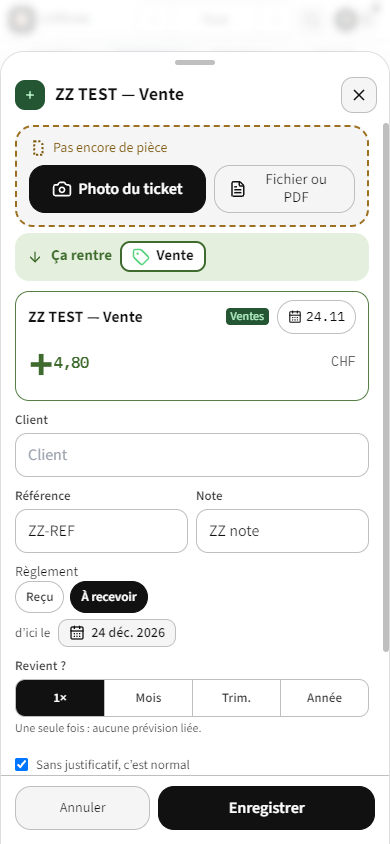 ZZ TEST — Vente
Pas encore de pièce
Photo du ticket
Fichier ou
PDF
Ça rentre
Vente
ZZ TEST — Vente
Ventes
24.11
+4,80
CHF
Client
Client
Référence
Note
ZZ-REF
ZZ note
Règlement
Reçu
À recevoir
d’ici le
24 déc. 2026
Revient ?
1×
Mois
Trim.
Année
Une seule fois : aucune prévision liée.
Sans justificatif, c’est normal
Annuler
Enregistrer